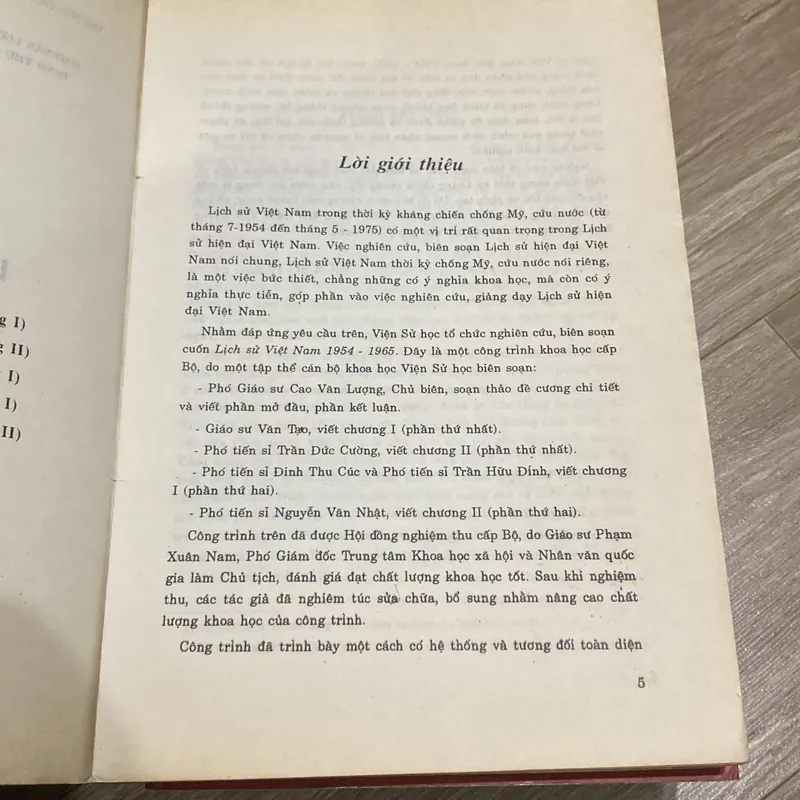 g I)
g II)
I)
I)
II)
Lời giới thiệu
Lịch sử Việt Nam trong thời kỳ kháng chiến chống Mỹ, cứu nước (từ
tháng 7-1954 đến tháng 5 - 1975) có một vị trí rất quan trọng trong Lịch
sử hiện đại Việt Nam. Việc nghiên cứu, biên soạn Lịch sử hiện đại Việt
Nam nói chung, Lịch sử Việt Nam thời kỳ chống Mỹ, cứu nước nói riêng,
là một việc bức thiết, chẳng những có ý nghĩa khoa học, mà còn có ý
nghĩa thực tiễn, góp phần vào việc nghiên cứu, giảng dạy Lịch sử hiện
đại Việt Nam.
Nhằm đáp ứng yêu cầu trên, Viện Sử học tổ chức nghiên cứu, biên soạn
cuốn Lịch sử Việt Nam 1954 - 1965. Đây là một công trình khoa học cấp
Bộ, do một tập thể cán bộ khoa học Viện Sử học biên soạn:
- Phó Giáo sư Cao Văn Lượng, Chủ biên, soạn thảo đề cương chi tiết
và viết phần mở đầu, phần kết luận.
- Giáo sư Văn Tạo, viết chương I (phần thứ nhất).
- Phó tiến sĩ Trần Đức Cường, viết chương II (phần thứ nhất).
- Phó tiến sĩ Đinh Thu Cúc và Phó tiến sĩ Trần Hữu Dính, viết chương
I (phần thứ hai).
- Phó tiến sĩ Nguyễn Văn Nhật, viết chương II (phần thứ hai).
Công trình trên đã được Hội đồng nghiệm thu cấp Bộ, do Giáo sư Phạm
Xuân Nam, Phó Giám đốc Trung tâm Khoa học xã hội và Nhân văn quốc
gia làm Chủ tịch, đánh giá đạt chất lượng khoa học tốt. Sau khi nghiệm
thu, các tác giả đã nghiêm túc sửa chữa, bổ sung nhằm nâng cao chất
lượng khoa học của công trình.
Công trình đã trình bày một cách có hệ thống và tương đối toàn diện
5